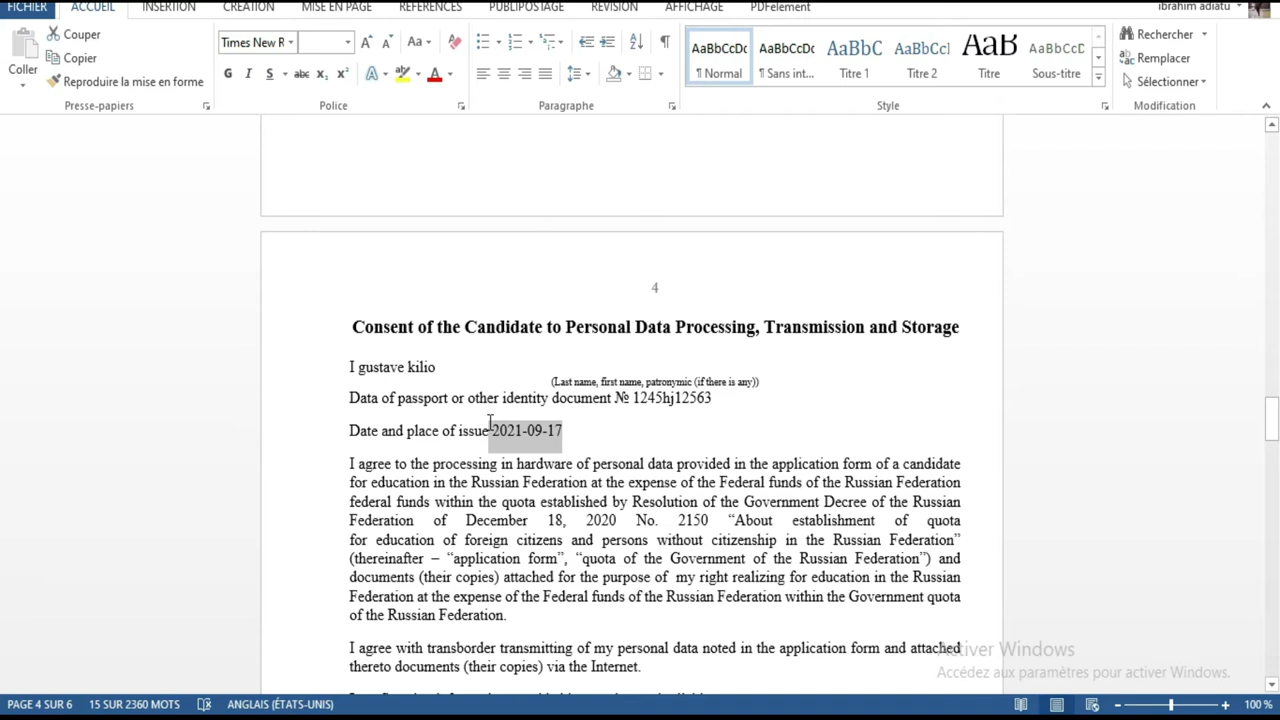 FICHIER ACCUEIL INSERTION CRÉATION MISE EN PAGE RÉFÉRENCES PUBLIPOSTAGE RÉVISION AFFICHAGE PDFelement ibrahim adiatu
Couper
Copier
Reproduire la mise en forme
Coller
Presse-papiers
Times New R
Aa
G I S abc x₂ x² A A
Police
Paragraphe
AaBbCcDc AaBbCcDc AaBbC AaBbCcl AaB AaBbCcD
¶ Normal ¶ Sans int... Titre 1 Titre 2 Titre Sous-titre
Style
Rechercher
Remplacer
Sélectionner
Modification
4
Consent of the Candidate to Personal Data Processing, Transmission and Storage
I gustave kilio
(Last name, first name, patronymic (if there is any))
Data of passport or other identity document № 1245hj12563
Date and place of issue 2021-09-17
I agree to the processing in hardware of personal data provided in the application form of a candidate
for education in the Russian Federation at the expense of the Federal funds of the Russian Federation
federal funds within the quota established by Resolution of the Government Decree of the Russian
Federation of December 18, 2020 No. 2150 “About establishment of quota
for education of foreign citizens and persons without citizenship in the Russian Federation”
(thereinafter – “application form”, “quota of the Government of the Russian Federation”) and
documents (their copies) attached for the purpose of my right realizing for education in the Russian
Federation at the expense of the Federal funds of the Russian Federation within the Government quota
of the Russian Federation.
I agree with transborder transmitting of my personal data noted in the application form and attached
thereto documents (their copies) via the Internet.
Activer Windows
Accédez aux paramètres pour activer Windows.
PAGE 4 SUR 6 15 SUR 2360 MOTS ANGLAIS (ÉTATS-UNIS) 100 %